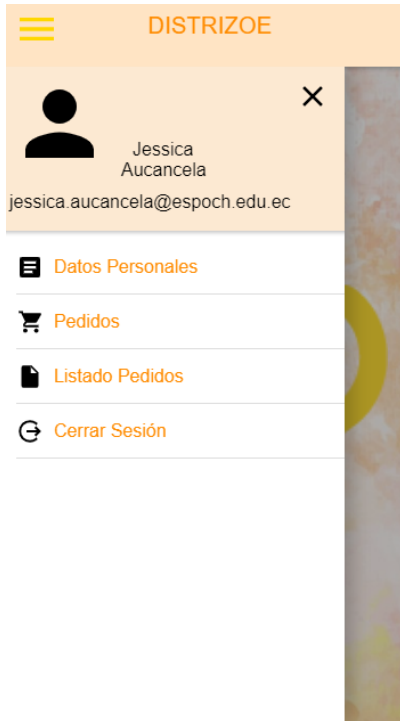 DISTRIZOE
Jessica
Aucancela
jessica.aucancela@espoch.edu.ec
Datos Personales
Pedidos
Listado Pedidos
Cerrar Sesión